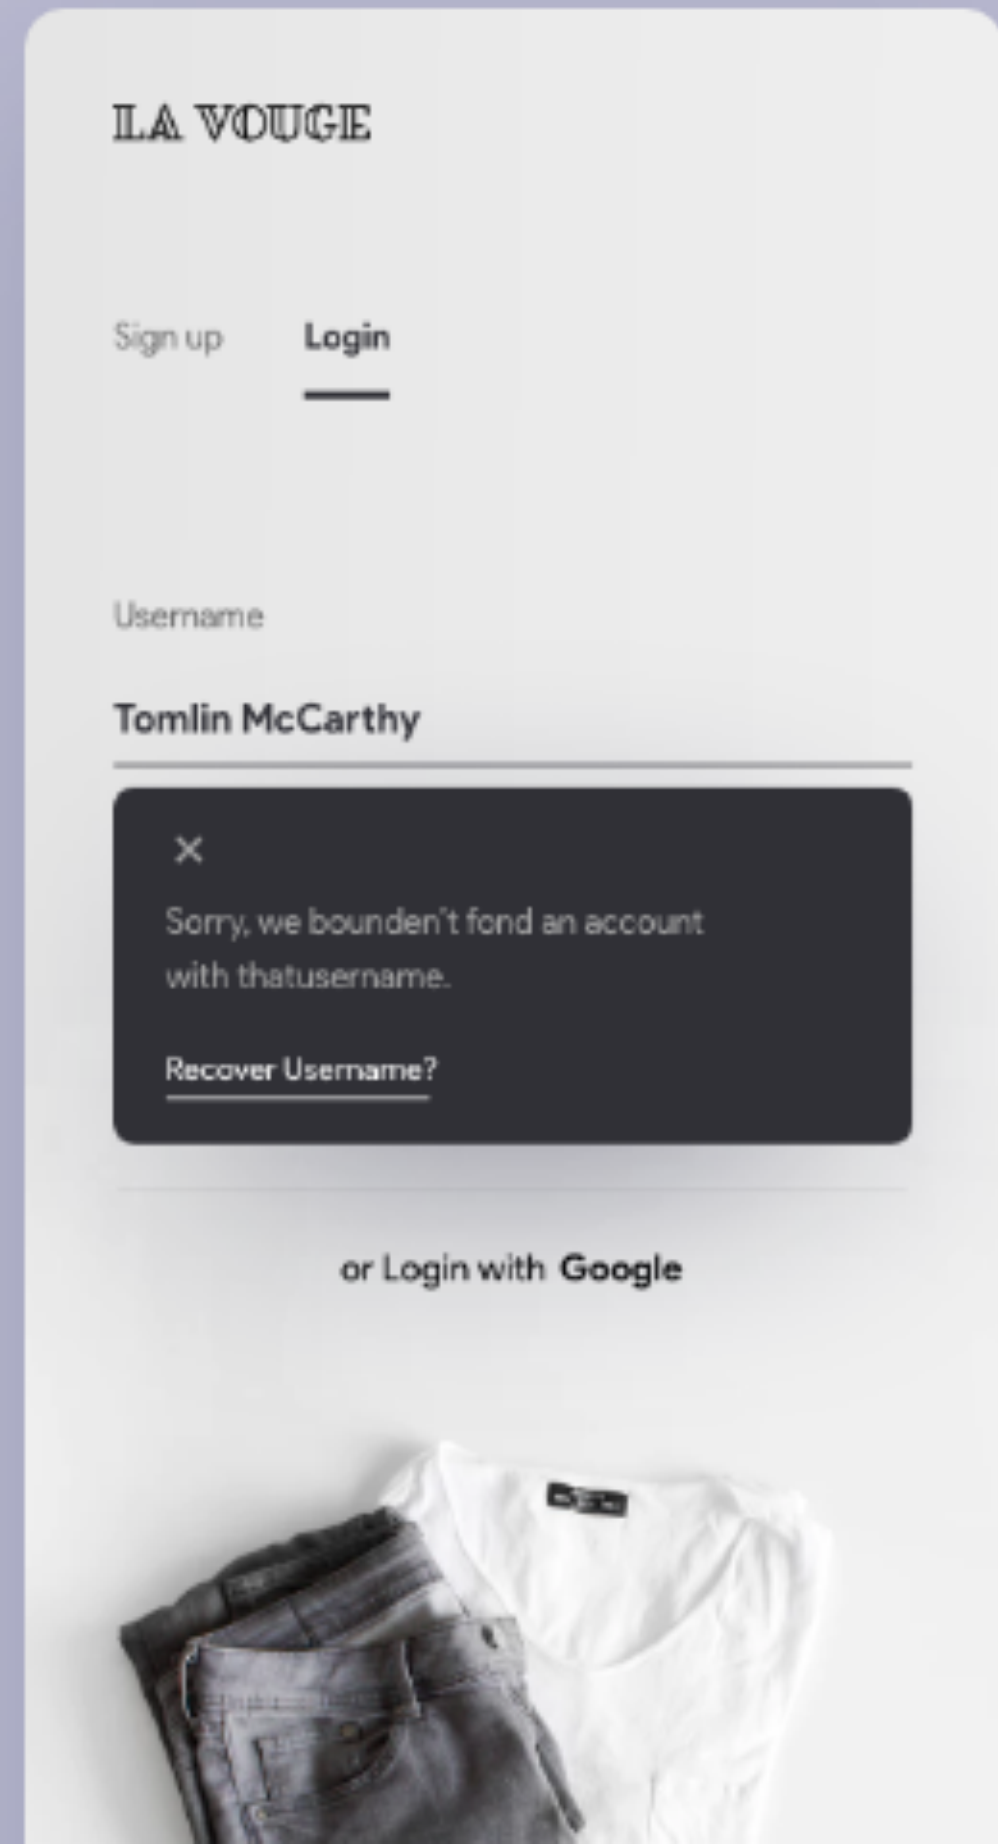 LA VOUGE
Sign up Login
Username
Tomlin McCarthy
Sorry, we bounden't fond an account
with thatusername.
Recover Username?
or Login with Google